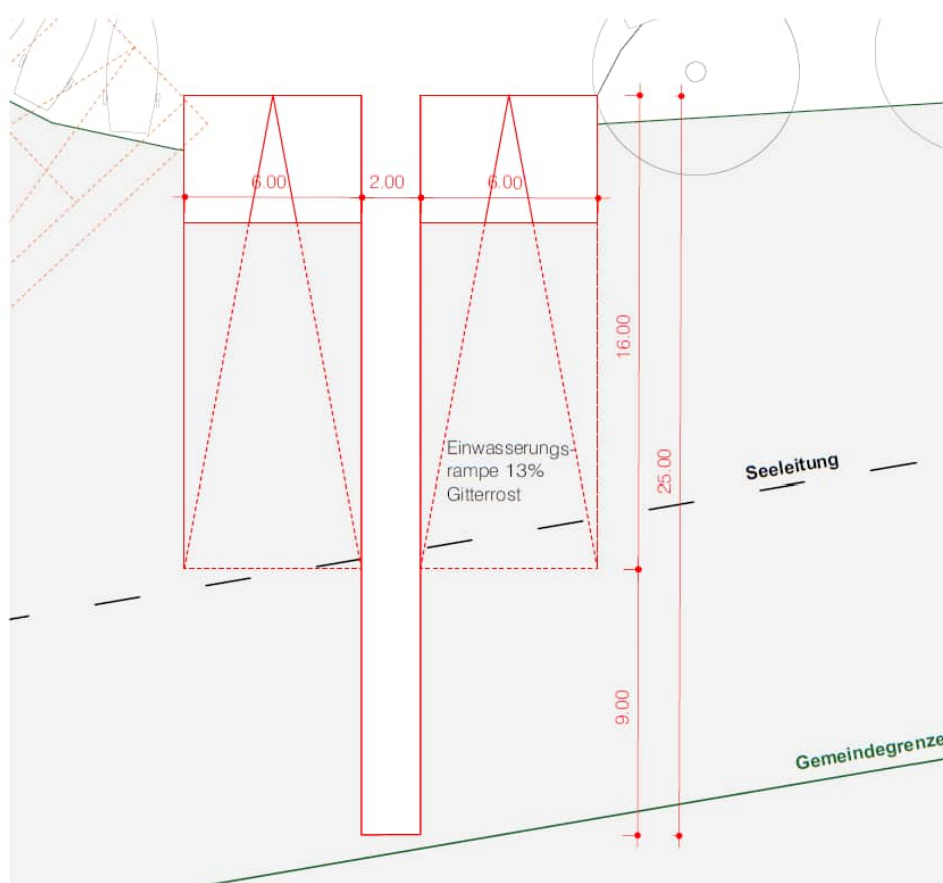 6.00
2.00
6.00
16.00
Einwasserungs-
rampe 13%
Gitterrost
25.00
Seeleitung
9.00
Gemeindegrenze